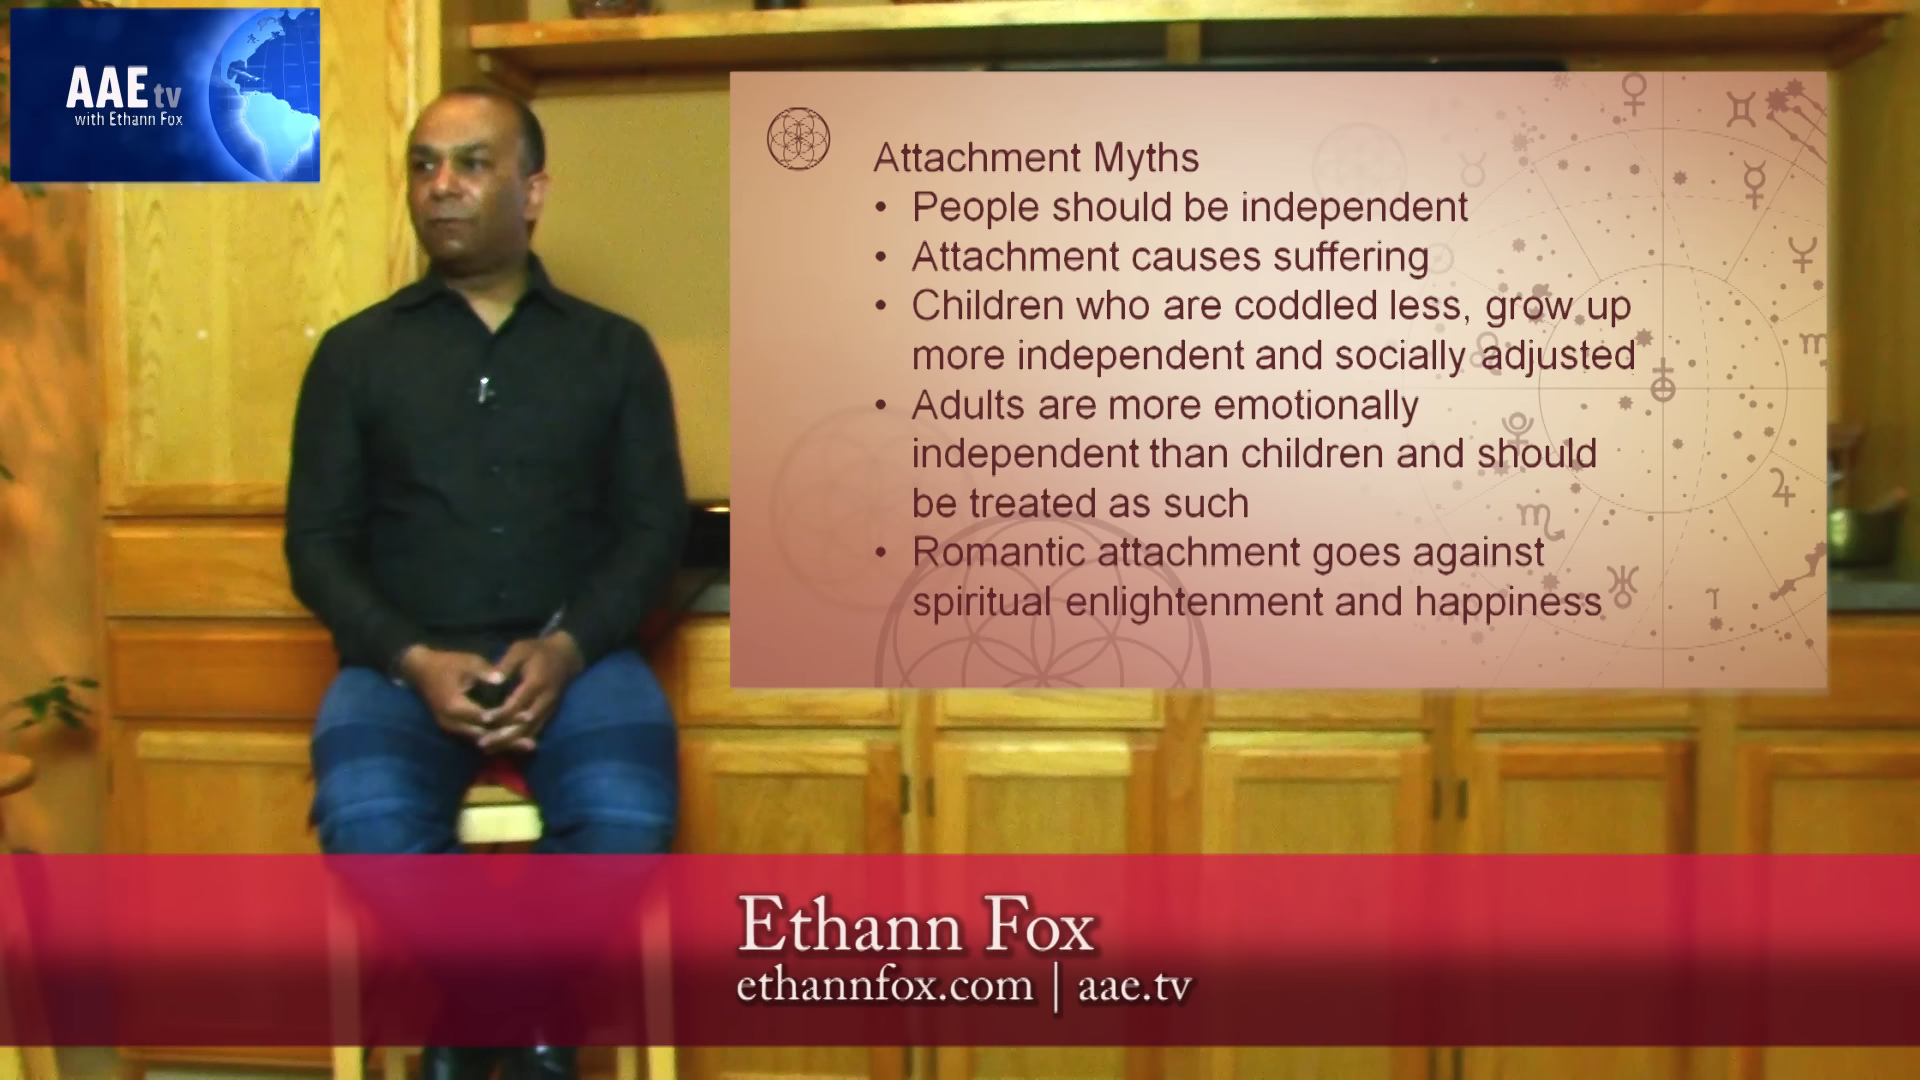 AAE tv
with Ethann Fox
Attachment Myths
• People should be independent
• Attachment causes suffering
• Children who are coddled less, grow up
more independent and socially adjusted
• Adults are more emotionally
independent than children and should
be treated as such
• Romantic attachment goes against
spiritual enlightenment and happiness
Ethann Fox
ethannfox.com | aae.tv